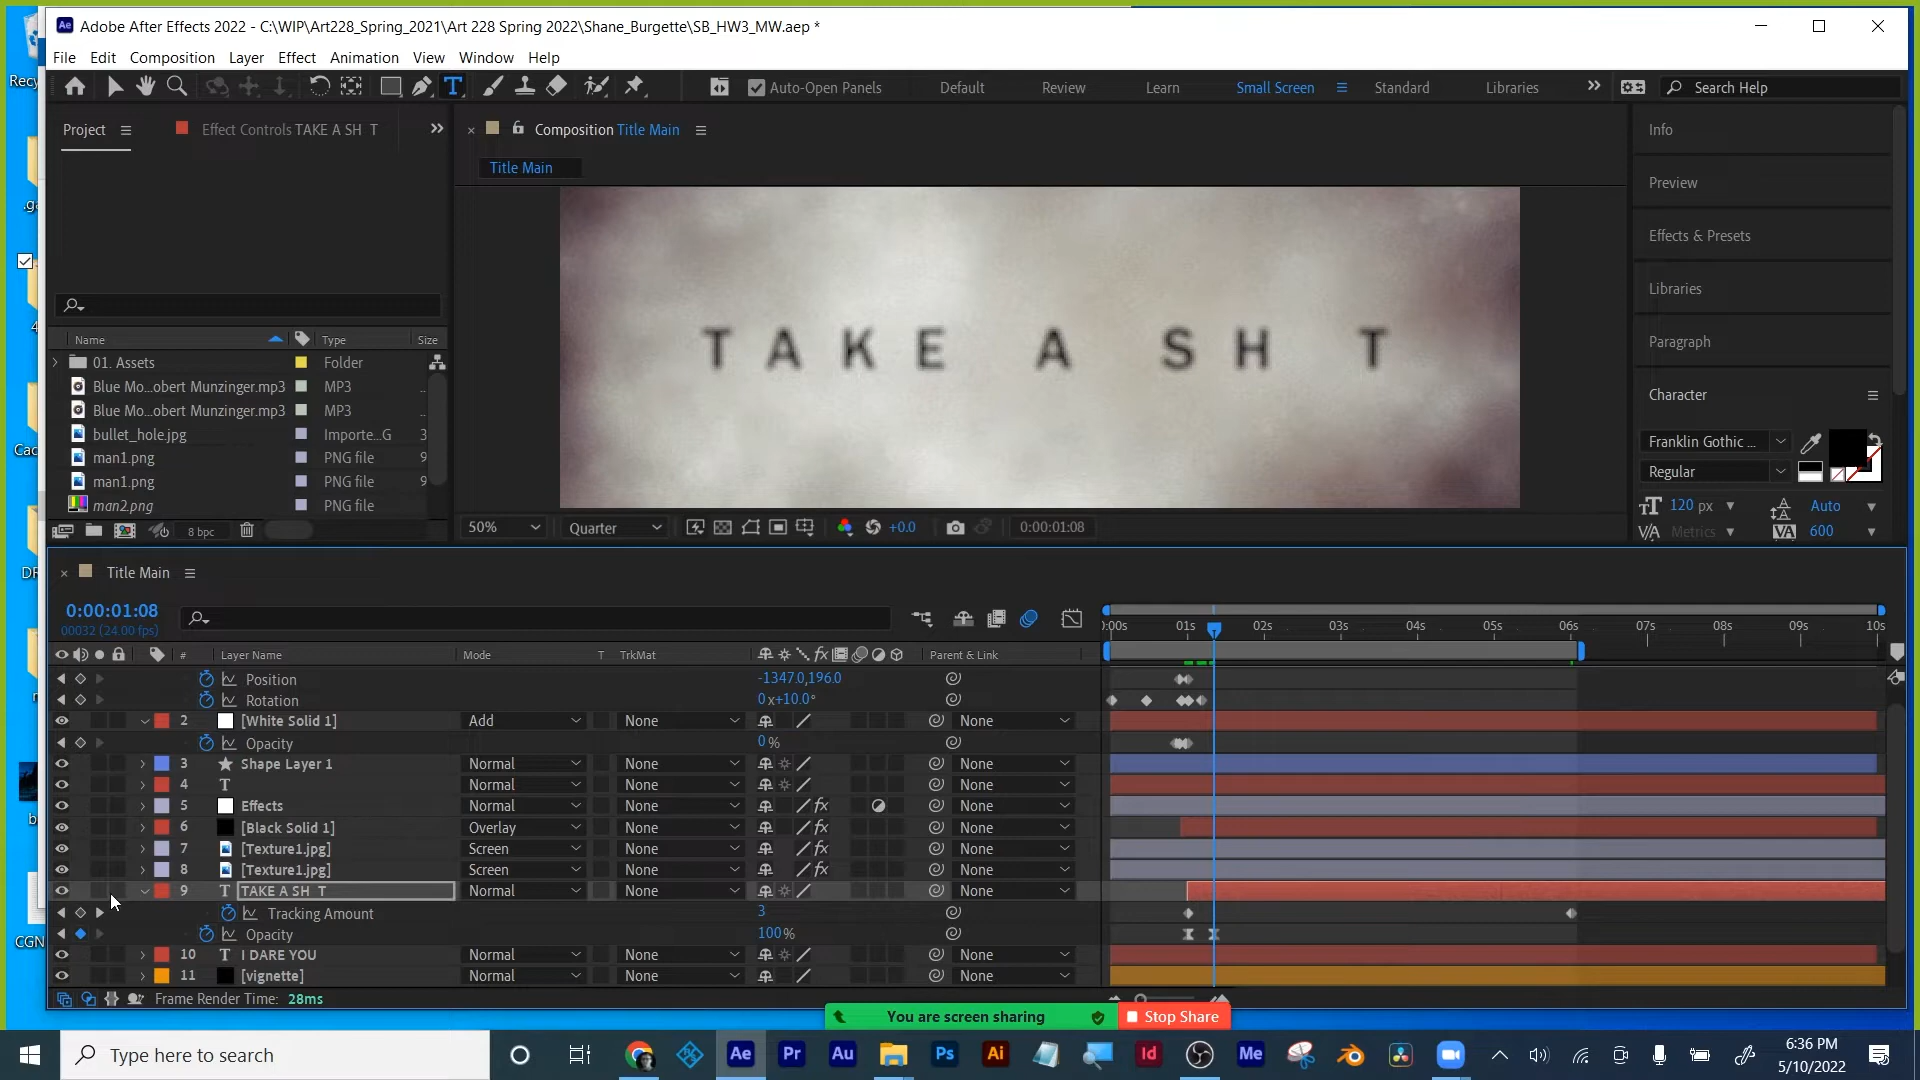 Adobe After Effects 2022 - C:\WIP\Art228_Spring_2021\Art 228 Spring 2022\Shane_Burgette\SB_HW3_MW.aep *
File Edit Composition Layer Effect Animation View Window Help
Auto-Open Panels Default Review Learn Small Screen Standard Libraries Search Help
Project Effect Controls TAKE A SH T
Composition Title Main
Title Main
Info
Preview
Effects & Presets
Libraries
Paragraph
Character
TAKE A SH T
Name Type Size
01. Assets Folder
Blue Mo...obert Munzinger.mp3 MP3
Blue Mo...obert Munzinger.mp3 MP3
bullet_hole.jpg Importe...G 3
man1.png PNG file 9
man1.png PNG file 9
man2.png PNG file
8 bpc
50% Quarter +0.0 0:00:01:08
Franklin Gothic ...
Regular
120 px Auto
Metrics 600
Title Main
0:00:01:08
00032 (24.00 fps)
:00s 01s 02s 03s 04s 05s 06s 07s 08s 09s 10s
# Layer Name Mode T TrkMat Parent & Link
Position -1347.0,196.0
Rotation 0x+10.0°
2 [White Solid 1] Add None None
Opacity 0%
3 Shape Layer 1 Normal None None
4 T Normal None None
5 Effects Normal None None
6 [Black Solid 1] Overlay None None
7 [Texture1.jpg] Screen None None
8 [Texture1.jpg] Screen None None
9 T TAKE A SH T Normal None None
Tracking Amount 3
Opacity 100%
10 T I DARE YOU Normal None None
11 [vignette] Normal None None
Frame Render Time: 28ms
You are screen sharing Stop Share
Type here to search
6:36 PM
5/10/2022